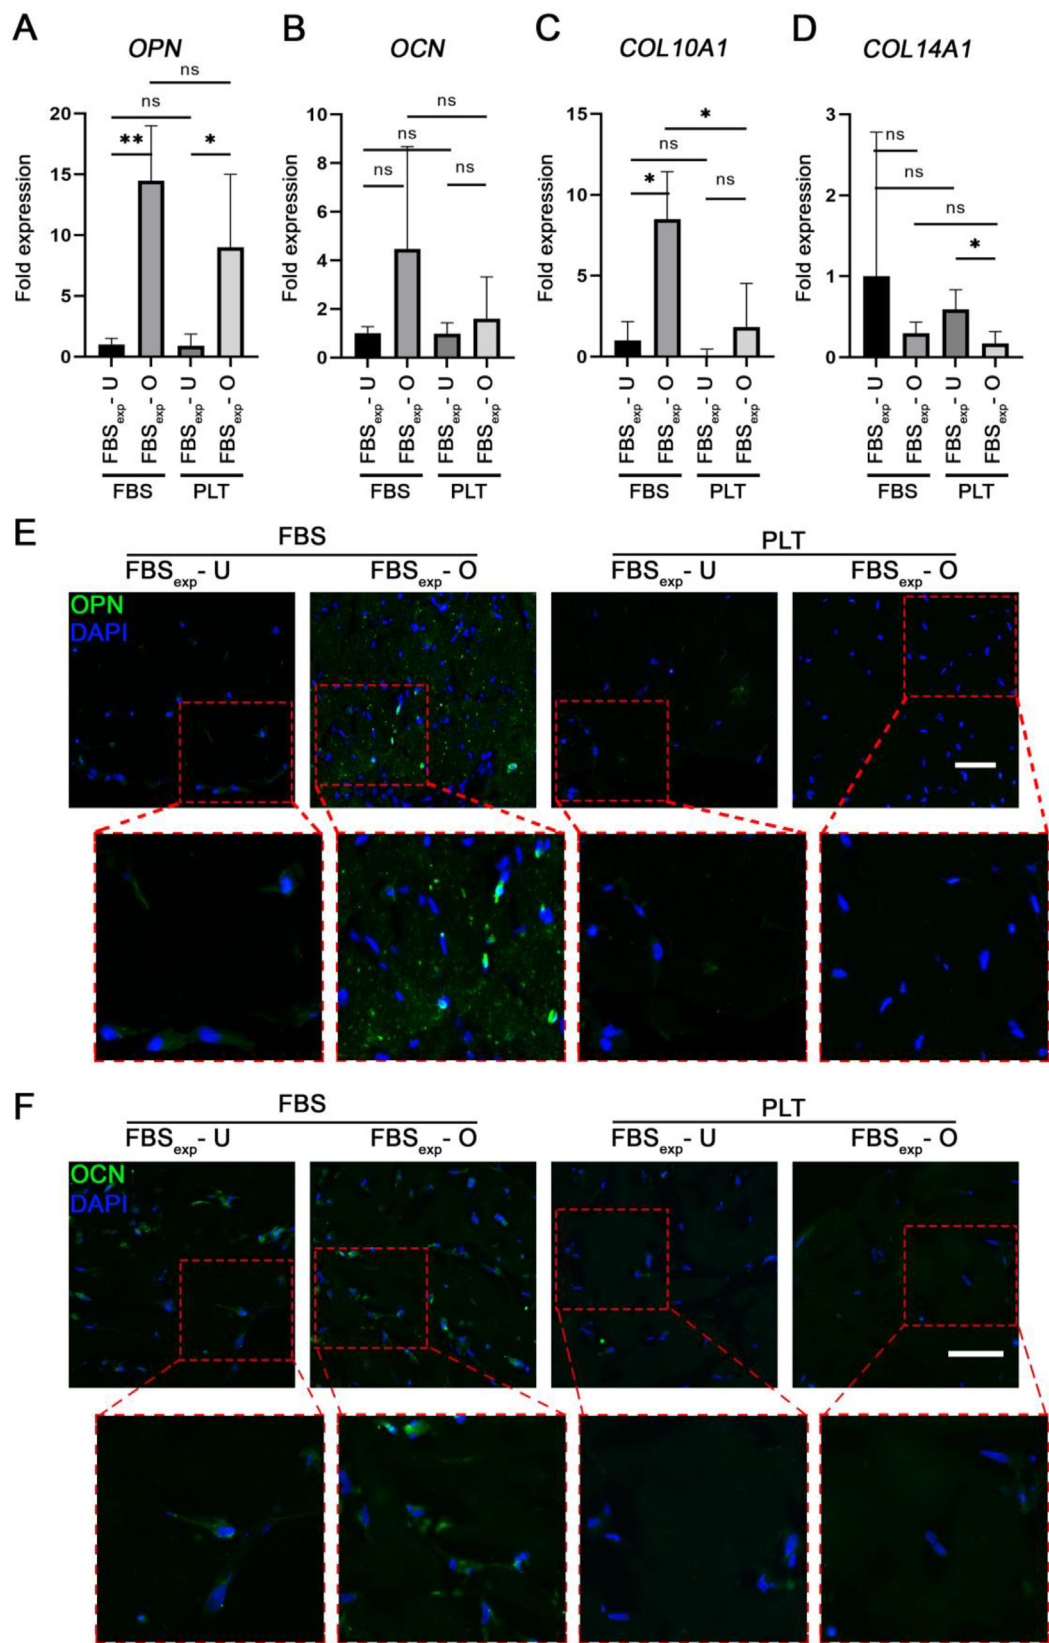 A
OPN
ns
ns
**
*
Fold expression
20
15
10
5
0
FBSexp- U
FBSexp- O
FBSexp- U
FBSexp- O
FBS
PLT
B
OCN
ns
ns
ns
ns
Fold expression
10
8
6
4
2
0
FBSexp- U
FBSexp- O
FBSexp- U
FBSexp- O
FBS
PLT
C
COL10A1
*
ns
*
ns
Fold expression
15
10
5
0
FBSexp- U
FBSexp- O
FBSexp- U
FBSexp- O
FBS
PLT
D
COL14A1
ns
ns
ns
*
Fold expression
3
2
1
0
FBSexp- U
FBSexp- O
FBSexp- U
FBSexp- O
FBS
PLT
E
FBS
PLT
FBSexp- U
FBSexp- O
FBSexp- U
FBSexp- O
OPN
DAPI
F
FBS
PLT
FBSexp- U
FBSexp- O
FBSexp- U
FBSexp- O
OCN
DAPI